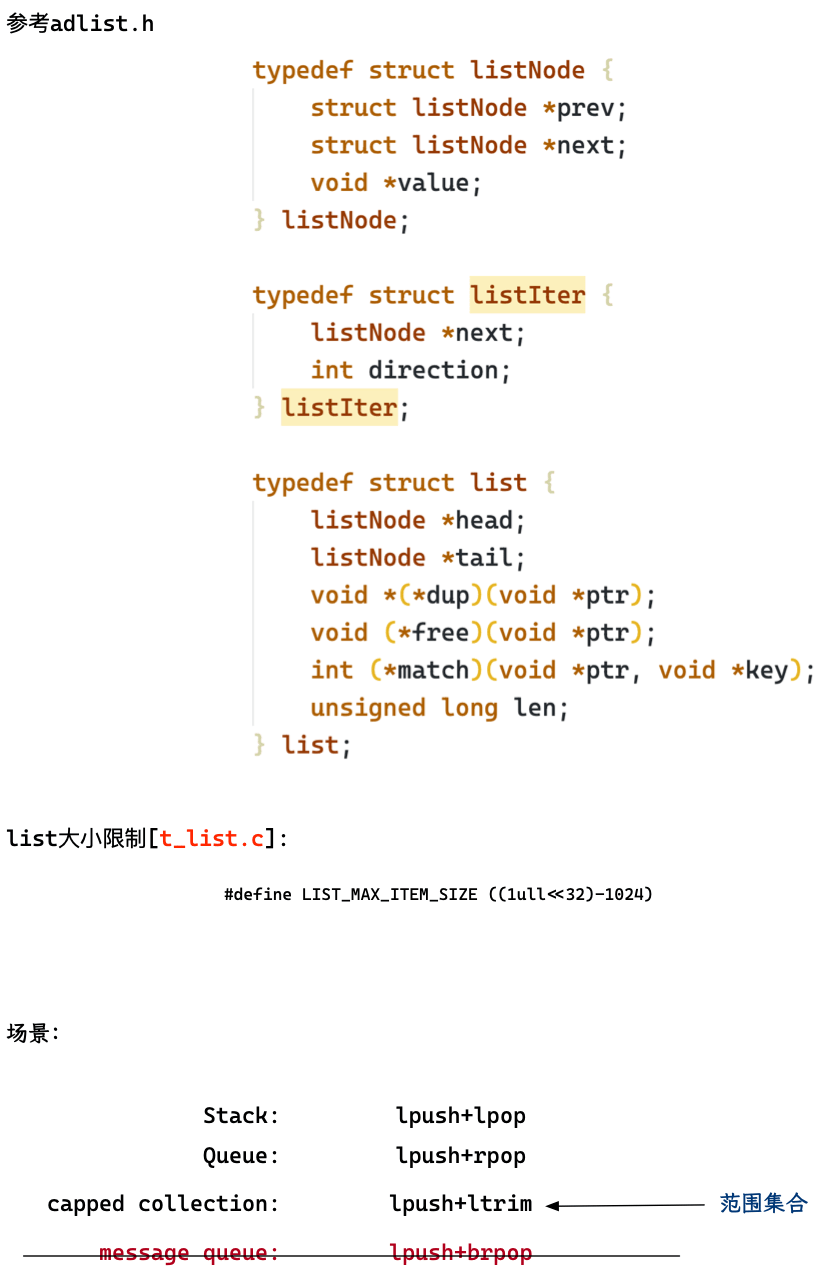 参考adlist.h
typedef struct listNode {
    struct listNode *prev;
    struct listNode *next;
    void *value;
} listNode;
typedef struct listIter {
    listNode *next;
    int direction;
} listIter;
typedef struct list {
    listNode *head;
    listNode *tail;
    void *(*dup)(void *ptr);
    void (*free)(void *ptr);
    int (*match)(void *ptr, void *key);
    unsigned long len;
} list;
list大小限制[t_list.c]:
#define LIST_MAX_ITEM_SIZE ((1ull<<32)-1024)
场景:
Stack: lpush+lpop
Queue: lpush+rpop
capped collection: lpush+ltrim 范围集合
message queue: lpush+brpop